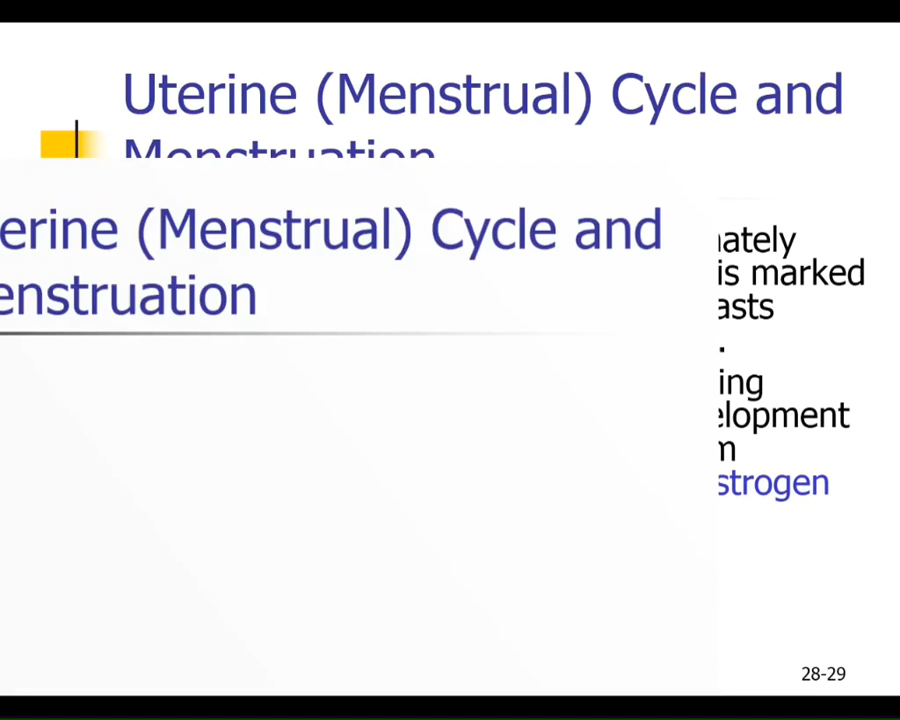 Uterine (Menstrual) Cycle and
Menstruation
erine (Menstrual) Cycle and
enstruation
ately
is marked
asts
.
ing
elopment
m
strogen
28-29